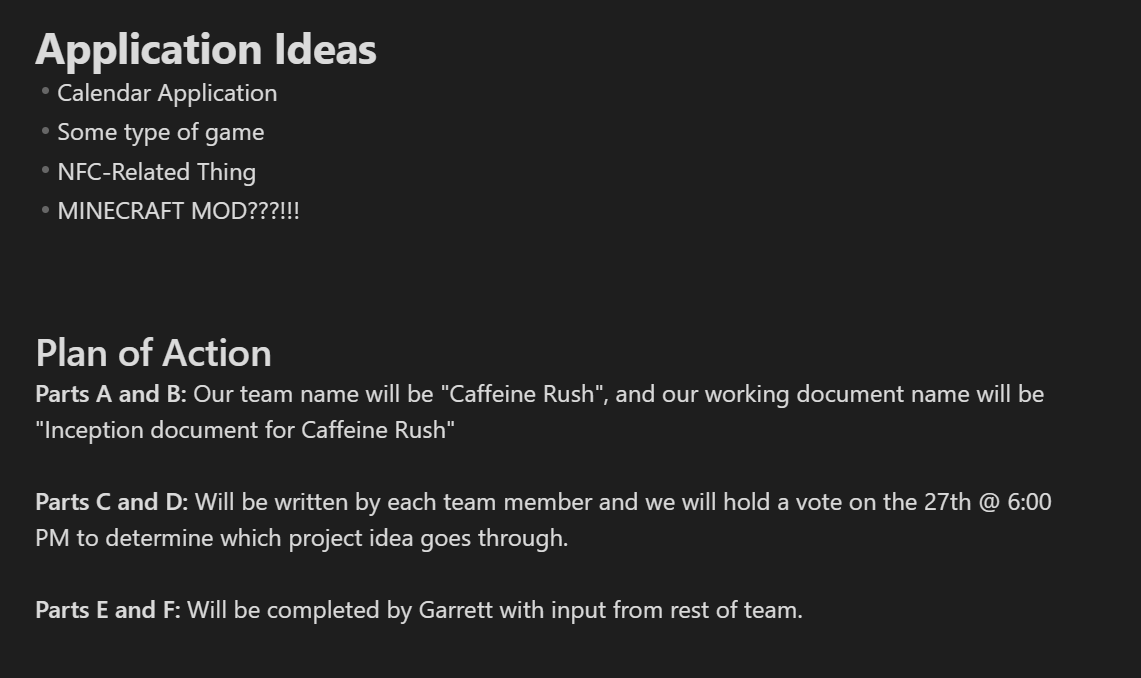 Application Ideas
• Calendar Application
• Some type of game
• NFC-Related Thing
• MINECRAFT MOD???!!!
Plan of Action
Parts A and B: Our team name will be "Caffeine Rush", and our working document name will be
"Inception document for Caffeine Rush"
Parts C and D: Will be written by each team member and we will hold a vote on the 27th @ 6:00
PM to determine which project idea goes through.
Parts E and F: Will be completed by Garrett with input from rest of team.